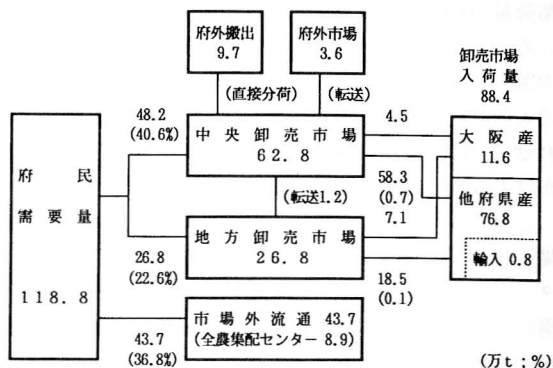 府外搬出
9.7
府外市場
3.6
卸売市場
入荷量
88.4
(直接分荷)
(転送)
48.2
(40.6%)
中央卸売市場
62.8
4.5
大阪産
11.6
58.3
(0.7)
7.1
他府県産
76.8
輸入 0.8
(転送1.2)
府民
需要量
118.8
地方卸売市場
26.8
26.8
(22.6%)
18.5
(0.1)
市場外流通 43.7
(全農集配センター 8.9)
43.7
(36.8%)
(万t;%)